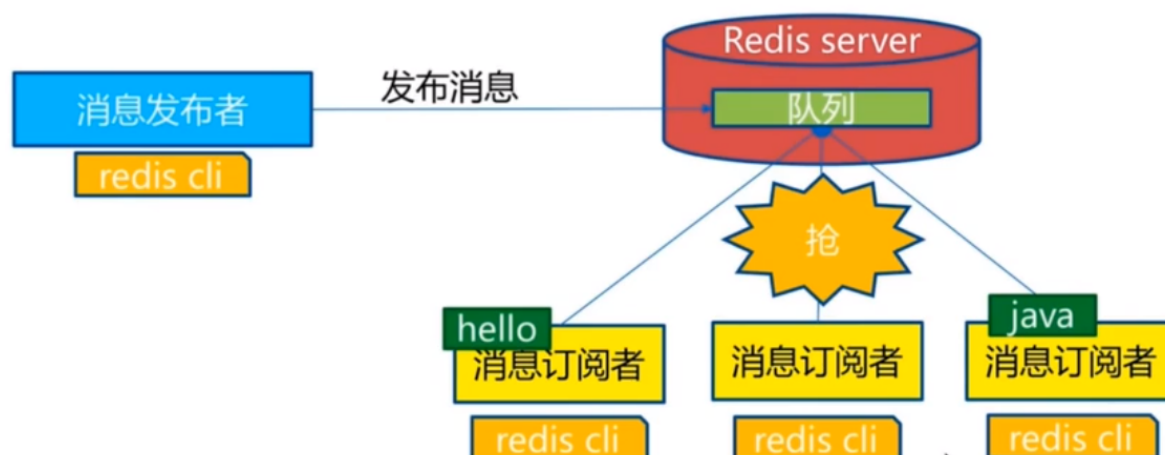 Redis server
消息发布者
发布消息
队列
redis cli
抢
hello
java
消息订阅者
消息订阅者
消息订阅者
redis cli
redis cli
redis cli